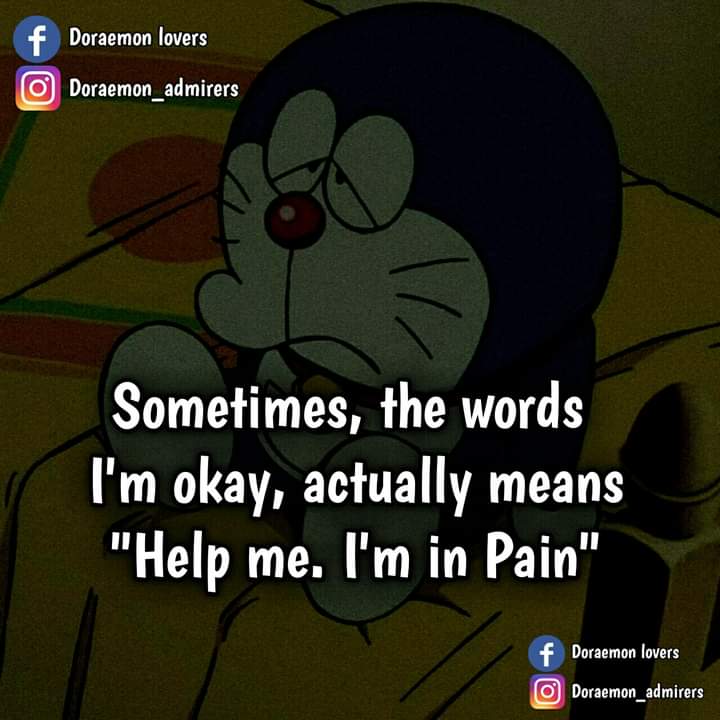 Doraemon lovers
Doraemon_admirers
Sometimes, the words
I'm okay, actually means
"Help me. I'm in Pain"
Doraemon lovers
Doraemon_admirers